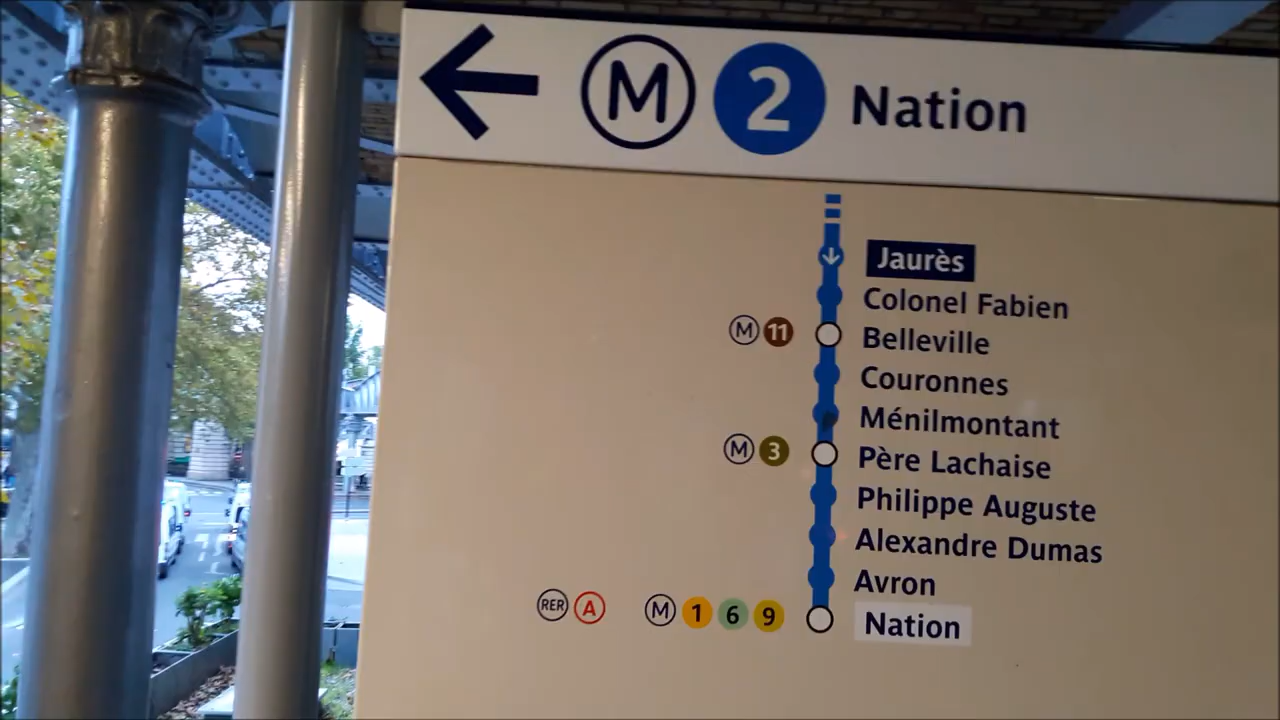 ← M 2 Nation
Jaurès
Colonel Fabien
M 11 Belleville
Couronnes
Ménilmontant
M 3 Père Lachaise
Philippe Auguste
Alexandre Dumas
Avron
RER A M 1 6 9 Nation